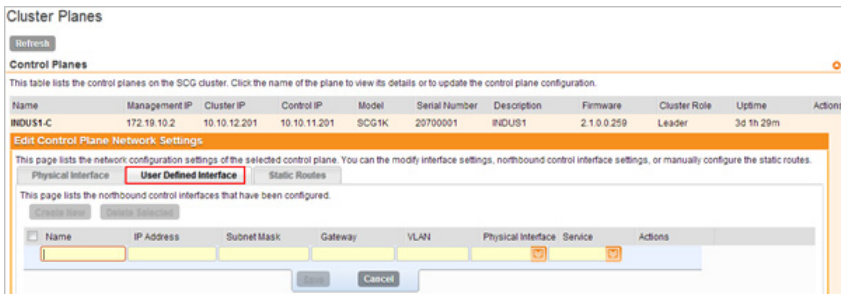 Cluster Planes
Refresh
Control Planes
This table lists the control planes on the SCG cluster. Click the name of the plane to view its details or to update the control plane configuration.
Name Management IP Cluster IP Control IP Model Serial Number Description Firmware Cluster Role Uptime Actions
INDUS1-C 172.19.10.2 10.10.12.201 10.10.11.201 SCG1K 20700001 INDUS1 2.1.0.0.259 Leader 3d 1h 29m
Edit Control Plane Network Settings
This page lists the network configuration settings of the selected control plane. You can the modify interface settings, northbound control interface settings, or manually configure the static routes.
Physical Interface User Defined Interface Static Routes
This page lists the northbound control interfaces that have been configured.
Create New Delete Selected
Name IP Address Subnet Mask Gateway VLAN Physical Interface Service Actions
Save Cancel